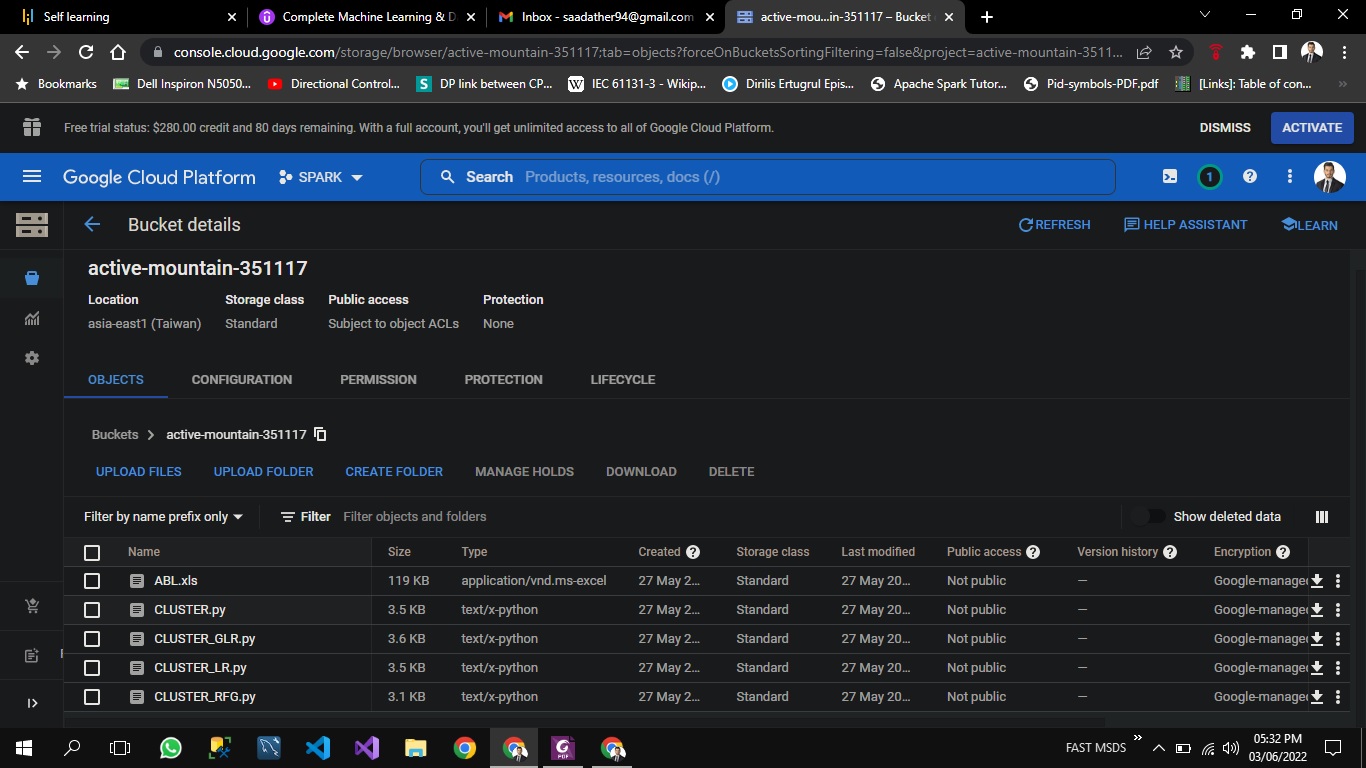 Self learning
Complete Machine Learning & D
Inbox - saadather94@gmail.com
active-mou...in-351117 – Bucket
console.cloud.google.com/storage/browser/active-mountain-351117;tab=objects?forceOnBucketsSortingFiltering=false&project=active-mountain-3511...
Bookmarks
Dell Inspiron N5050...
Directional Control...
DP link between CP...
IEC 61131-3 - Wikip...
Dirilis Ertugrul Epis...
Apache Spark Tutor...
Pid-symbols-PDF.pdf
[Links]: Table of con...
Free trial status: $280.00 credit and 80 days remaining. With a full account, you'll get unlimited access to all of Google Cloud Platform.
DISMISS
ACTIVATE
Google Cloud Platform
SPARK
Search Products, resources, docs (/)
1
Bucket details
REFRESH
HELP ASSISTANT
LEARN
active-mountain-351117
Location Storage class Public access Protection
asia-east1 (Taiwan) Standard Subject to object ACLs None
OBJECTS CONFIGURATION PERMISSION PROTECTION LIFECYCLE
Buckets > active-mountain-351117
UPLOAD FILES UPLOAD FOLDER CREATE FOLDER MANAGE HOLDS DOWNLOAD DELETE
Filter by name prefix only Filter Filter objects and folders Show deleted data
Name Size Type Created Storage class Last modified Public access Version history Encryption
ABL.xls 119 KB application/vnd.ms-excel 27 May 2... Standard 27 May 20... Not public — Google-manage
CLUSTER.py 3.5 KB text/x-python 27 May 2... Standard 27 May 20... Not public — Google-manage
CLUSTER_GLR.py 3.6 KB text/x-python 27 May 2... Standard 27 May 20... Not public — Google-manage
CLUSTER_LR.py 3.5 KB text/x-python 27 May 2... Standard 27 May 20... Not public — Google-manage
CLUSTER_RFG.py 3.1 KB text/x-python 27 May 2... Standard 27 May 20... Not public — Google-manage
FAST MSDS
05:32 PM
03/06/2022